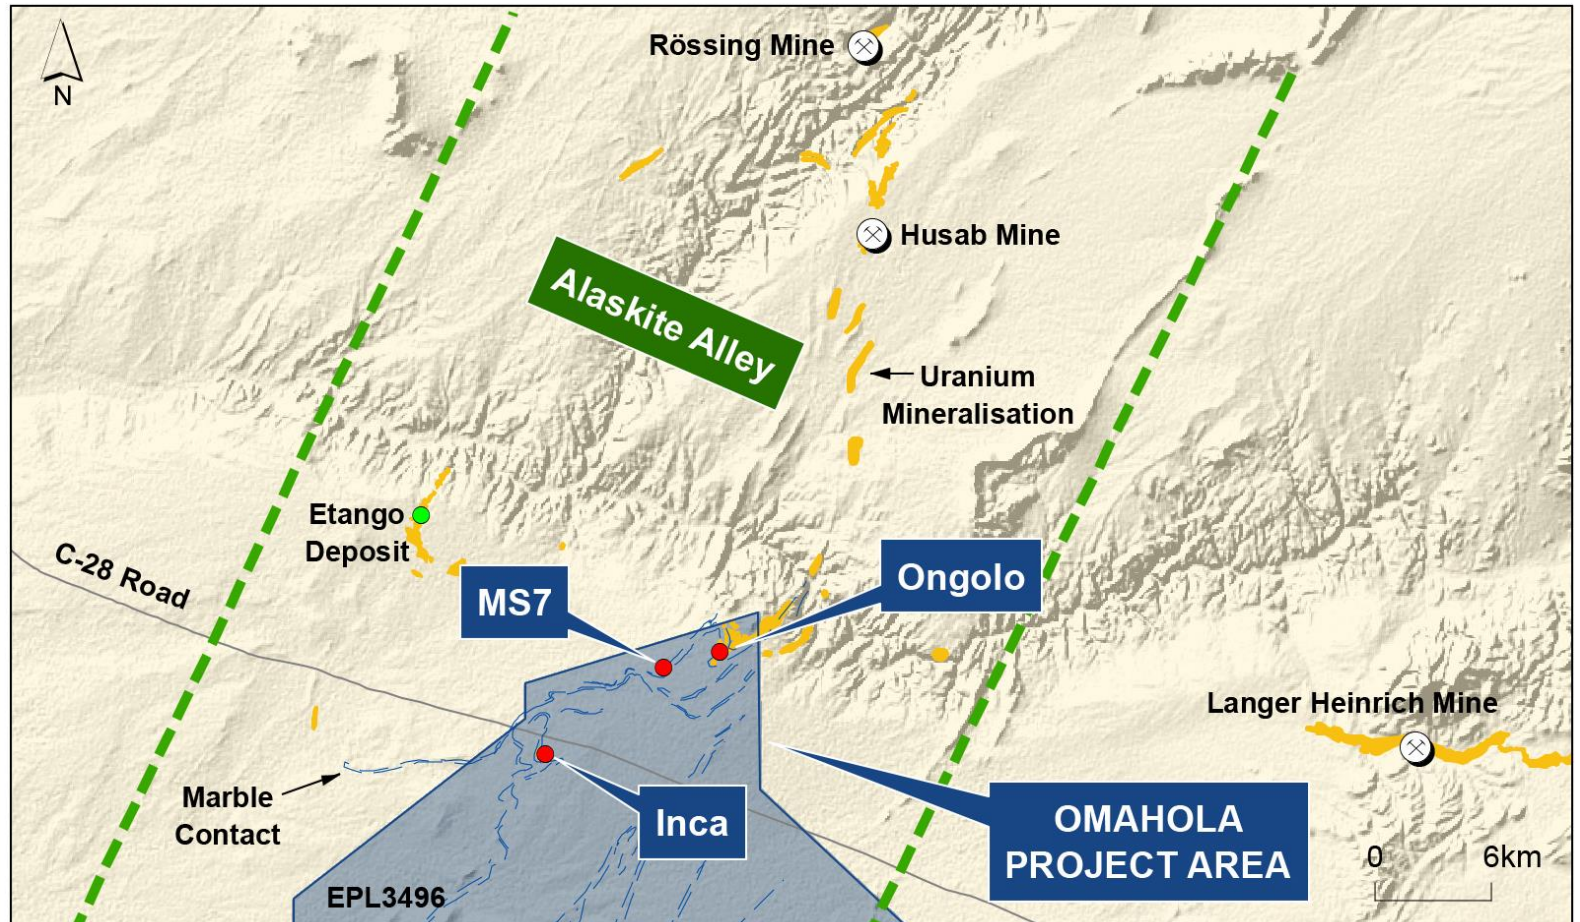 Rössing Mine
N
Husab Mine
Alaskite Alley
Uranium
Mineralisation
Etango
Deposit
C-28 Road
MS7
Ongolo
Langer Heinrich Mine
Marble
Contact
Inca
OMAHOLA
PROJECT AREA
0 6km
EPL3496